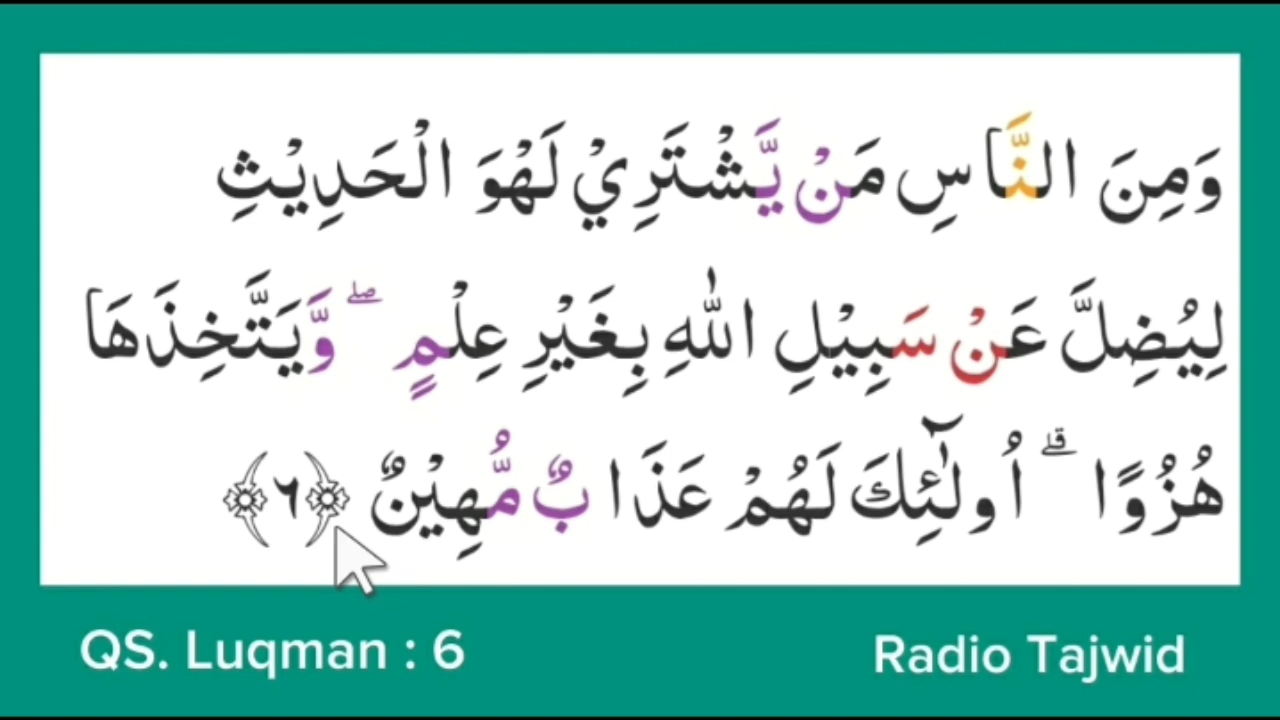 وَمِنَ النَّاسِ مَنْ يَّشْتَرِيْ لَهْوَ الْحَدِيْثِ
لِيُضِلَّ عَنْ سَبِيْلِ اللّٰهِ بِغَيْرِ عِلْمٍ ۖ وَّيَتَّخِذَهَا
هُزُوًا ۗ اُولٰۤئِكَ لَهُمْ عَذَابٌ مُّهِيْنٌ ﴿٦﴾
QS. Luqman : 6
Radio Tajwid